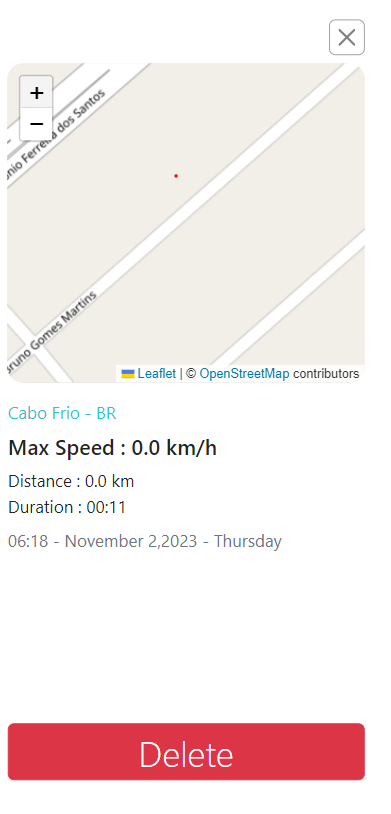 +
−
nio Ferreira dos Santos
Bruno Gomes Martins
Leaflet | © OpenStreetMap contributors
Cabo Frio - BR
Max Speed : 0.0 km/h
Distance : 0.0 km
Duration : 00:11
06:18 - November 2,2023 - Thursday
Delete